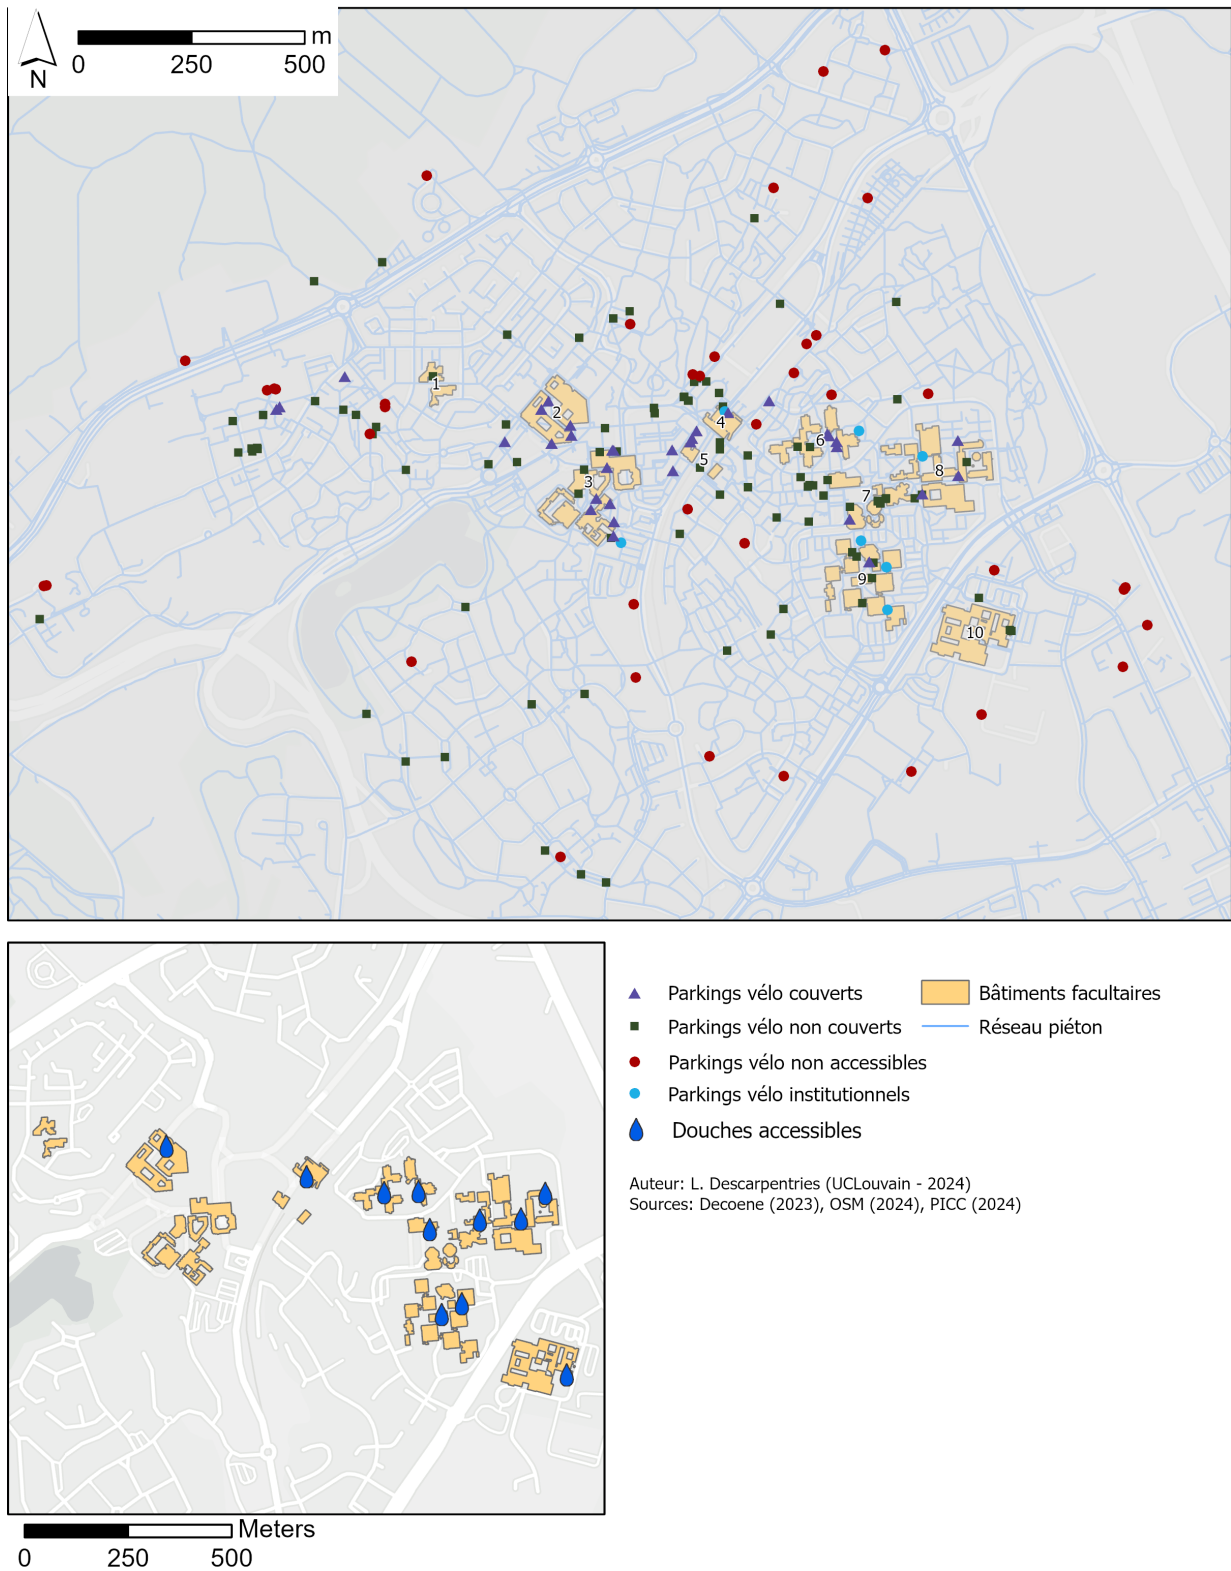 m
0 250 500
N
1
2
3
4
5
6
7
8
9
10
Parkings vélo couverts
Parkings vélo non couverts
Parkings vélo non accessibles
Parkings vélo institutionnels
Douches accessibles
Bâtiments facultaires
Réseau piéton
Auteur: L. Descarpentries (UCLouvain - 2024)
Sources: Decoene (2023), OSM (2024), PICC (2024)
Meters
0 250 500